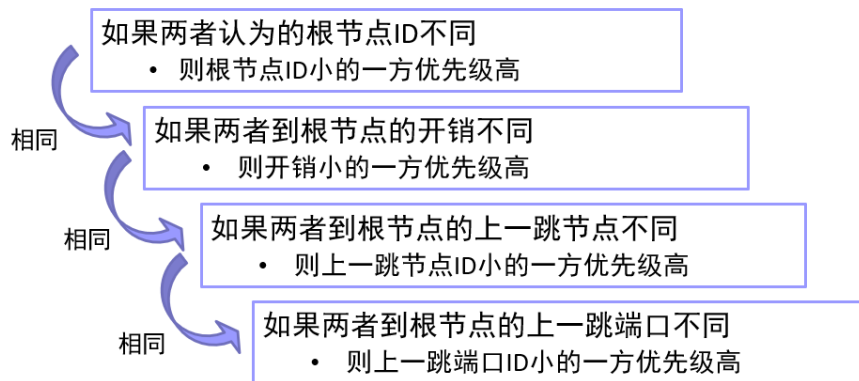 如果两者认为的根节点ID不同
• 则根节点ID小的一方优先级高
相同
如果两者到根节点的开销不同
• 则开销小的一方优先级高
相同
如果两者到根节点的上一跳节点不同
• 则上一跳节点ID小的一方优先级高
相同
如果两者到根节点的上一跳端口不同
• 则上一跳端口ID小的一方优先级高